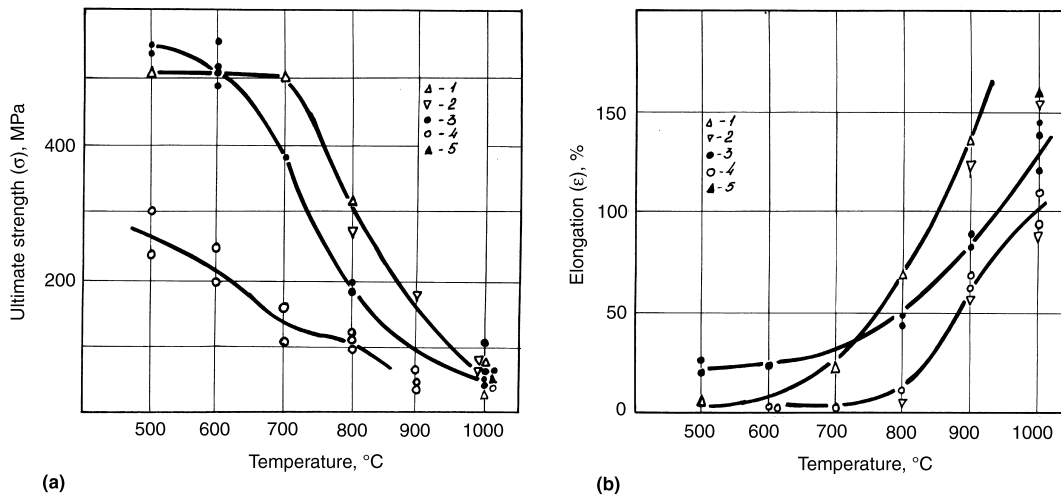 Ultimate strength (σ), MPa
400
200
△ - 1
▽ - 2
● - 3
○ - 4
▲ - 5
500 600 700 800 900 1000
Temperature, °C
(a)
Elongation (ε), %
150
100
50
0
△ - 1
▽ - 2
● - 3
○ - 4
▲ - 5
500 600 700 800 900 1000
Temperature, °C
(b)